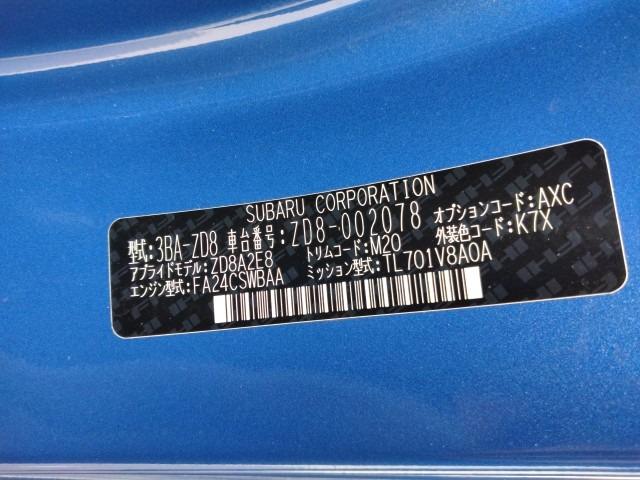 SUBARU CORPORATION
型式:3BA-ZD8 車台番号:ZD8-002078 オプションコード:AXC
アプライドモデル:ZD8A2E8 トリムコード:M20 外装色コード:K7X
エンジン型式:FA24CSWBAA ミッション型式:TL701V8A0A